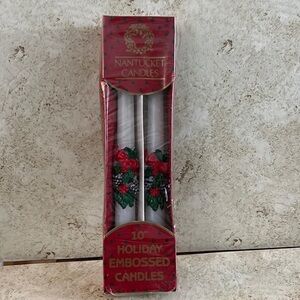 NANTUCKET
CANDLES
10"
HOLIDAY
EMBOSSED
CANDLES